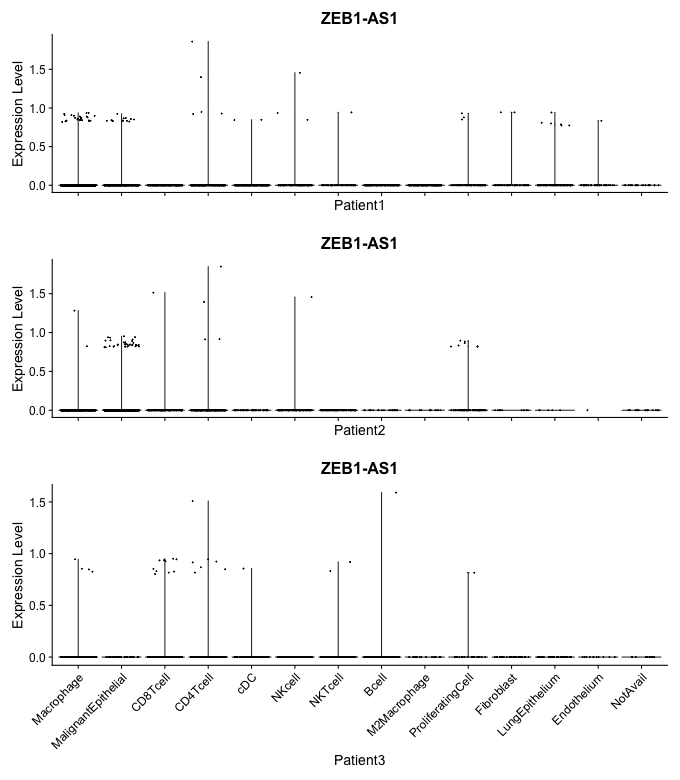 ZEB1-AS1
Expression Level
1.5
1.0
0.5
0.0
Patient1
ZEB1-AS1
Expression Level
1.5
1.0
0.5
0.0
Patient2
ZEB1-AS1
Expression Level
1.5
1.0
0.5
0.0
Macrophage
MalignantEpithelial
CD8Tcell
CD4Tcell
cDC
NKcell
NKTcell
Bcell
M2Macrophage
ProliferatingCell
Fibroblast
LungEpithelium
Endothelium
NotAvail
Patient3